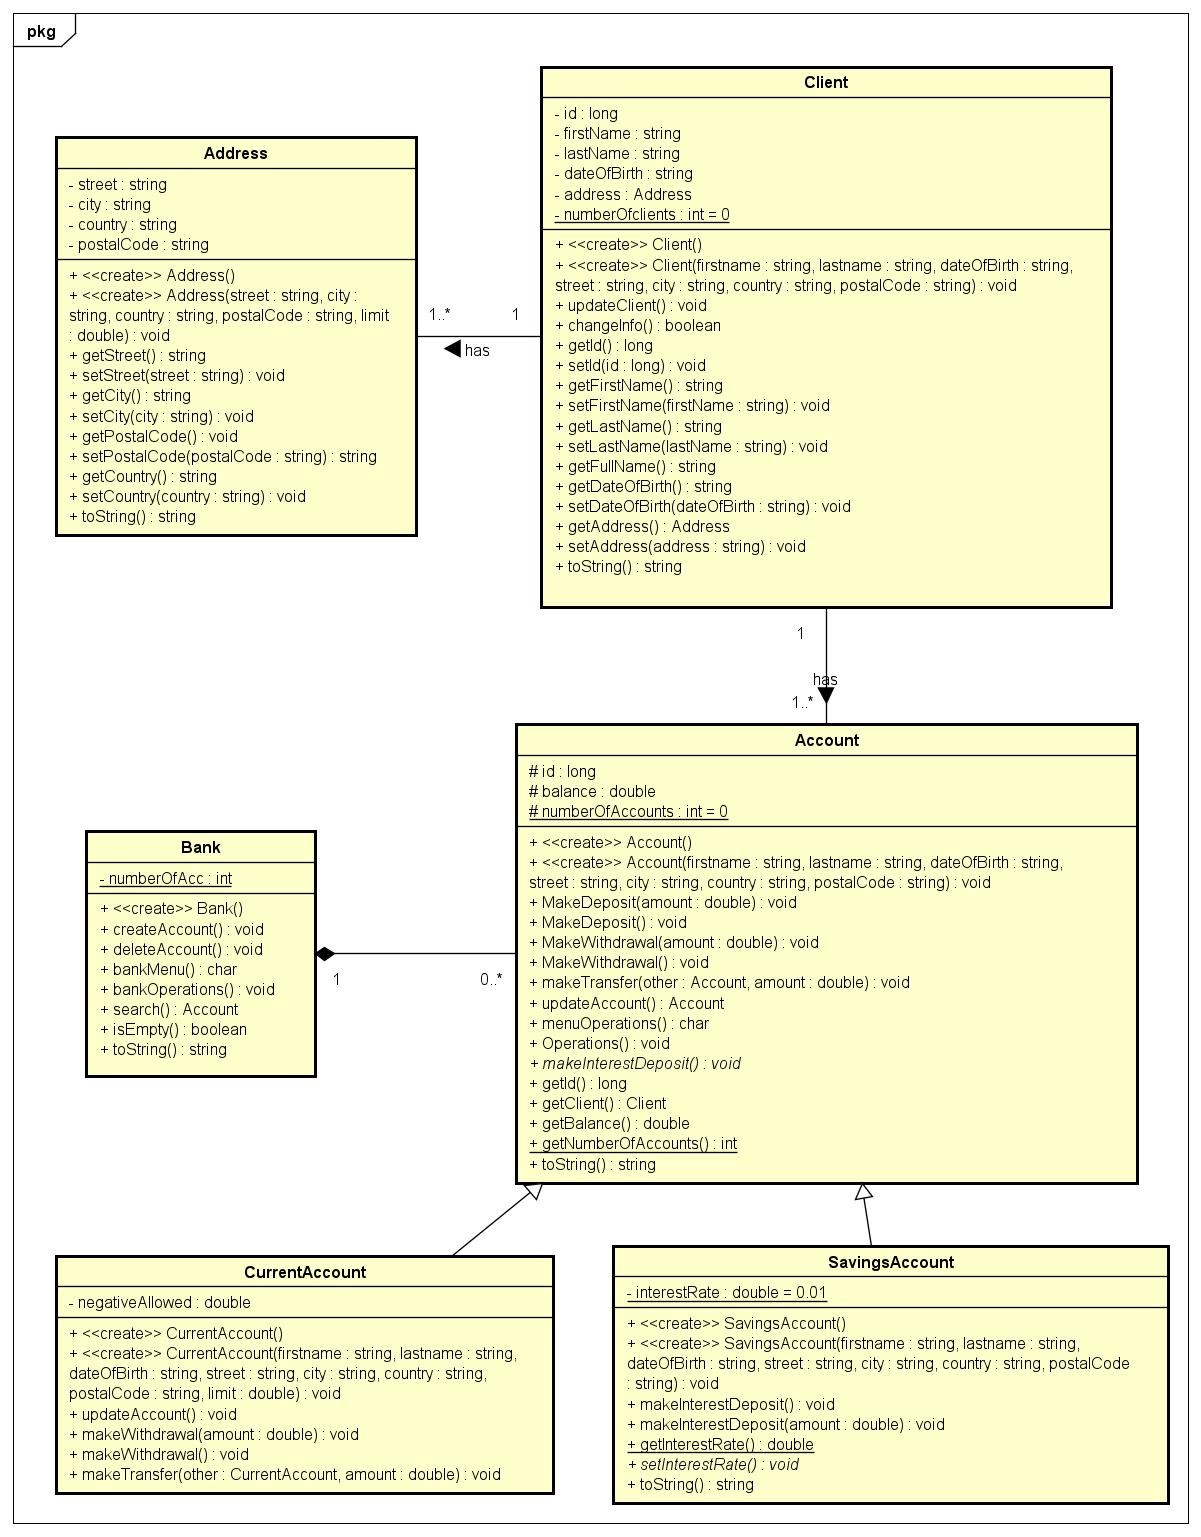 pkg
Client
- id : long
- firstName : string
- lastName : string
- dateOfBirth : string
- address : Address
- numberOfclients : int = 0
+ <<create>> Client()
+ <<create>> Client(firstname : string, lastname : string, dateOfBirth : string,
street : string, city : string, country : string, postalCode : string) : void
+ updateClient() : void
+ changeInfo() : boolean
+ getId() : long
+ setId(id : long) : void
+ getFirstName() : string
+ setFirstName(firstName : string) : void
+ getLastName() : string
+ setLastName(lastName : string) : void
+ getFullName() : string
+ getDateOfBirth() : string
+ setDateOfBirth(dateOfBirth : string) : void
+ getAddress() : Address
+ setAddress(address : string) : void
+ toString() : string
Address
- street : string
- city : string
- country : string
- postalCode : string
+ <<create>> Address()
+ <<create>> Address(street : string, city :
string, country : string, postalCode : string, limit
: double) : void
+ getStreet() : string
+ setStreet(street : string) : void
+ getCity() : string
+ setCity(city : string) : void
+ getPostalCode() : void
+ setPostalCode(postalCode : string) : string
+ getCountry() : string
+ setCountry(country : string) : void
+ toString() : string
1..* 1
has
1
has
1..*
Account
# id : long
# balance : double
# numberOfAccounts : int = 0
+ <<create>> Account()
+ <<create>> Account(firstname : string, lastname : string, dateOfBirth : string,
street : string, city : string, country : string, postalCode : string) : void
+ MakeDeposit(amount : double) : void
+ MakeDeposit() : void
+ MakeWithdrawal(amount : double) : void
+ MakeWithdrawal() : void
+ makeTransfer(other : Account, amount : double) : void
+ updateAccount() : Account
+ menuOperations() : char
+ Operations() : void
+ makeInterestDeposit() : void
+ getId() : long
+ getClient() : Client
+ getBalance() : double
+ getNumberOfAccounts() : int
+ toString() : string
Bank
- numberOfAcc : int
+ <<create>> Bank()
+ createAccount() : void
+ deleteAccount() : void
+ bankMenu() : char
+ bankOperations() : void
+ search() : Account
+ isEmpty() : boolean
+ toString() : string
1 0..*
CurrentAccount
- negativeAllowed : double
+ <<create>> CurrentAccount()
+ <<create>> CurrentAccount(firstname : string, lastname : string,
dateOfBirth : string, street : string, city : string, country : string,
postalCode : string, limit : double) : void
+ updateAccount() : void
+ makeWithdrawal(amount : double) : void
+ makeWithdrawal() : void
+ makeTransfer(other : CurrentAccount, amount : double) : void
SavingsAccount
- interestRate : double = 0.01
+ <<create>> SavingsAccount()
+ <<create>> SavingsAccount(firstname : string, lastname : string,
dateOfBirth : string, street : string, city : string, country : string, postalCode
: string) : void
+ makeInterestDeposit() : void
+ makeInterestDeposit(amount : double) : void
+ getInterestRate() : double
+ setInterestRate() : void
+ toString() : string